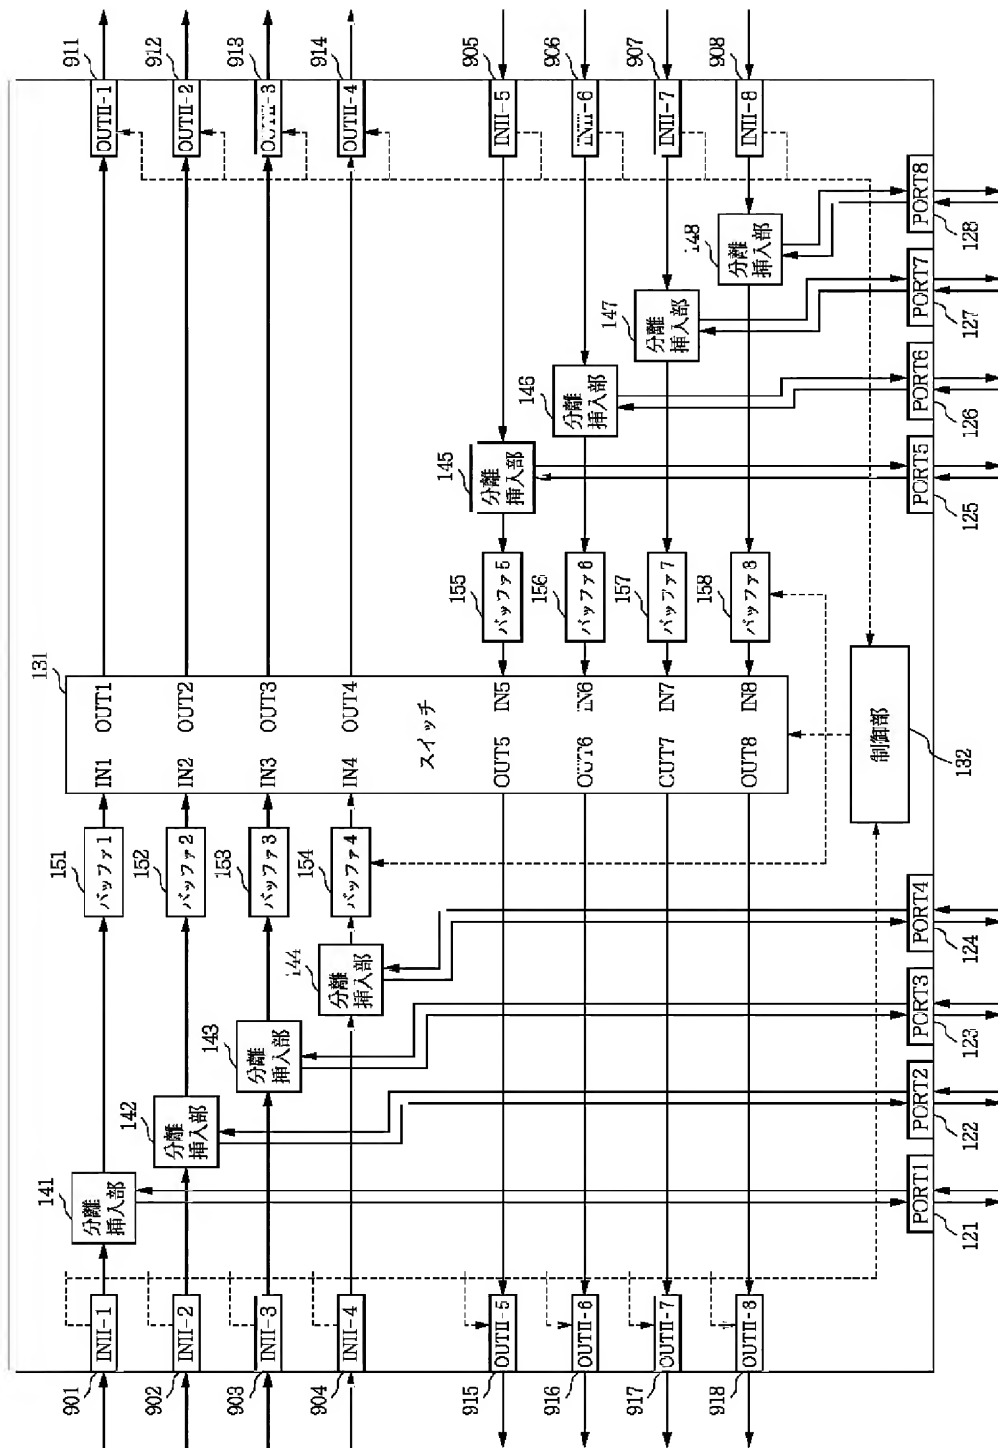 901
INII-1
141
分離
挿入部
151
バッファ1
131
IN1
OUT1
OUTII-1
911
902
INII-2
142
分離
挿入部
152
バッファ2
IN2
OUT2
OUTII-2
912
903
INII-3
143
分離
挿入部
153
バッファ3
IN3
OUT3
OUTII-3
913
904
INII-4
144
分離
挿入部
154
バッファ4
IN4
OUT4
OUTII-4
914
スイッチ
915
OUTII-5
OUT5
IN5
155
バッファ5
145
分離
挿入部
INII-5
905
916
OUTII-6
OUT6
IN6
156
バッファ6
146
分離
挿入部
INII-6
906
917
OUTII-7
OUT7
IN7
157
バッファ7
147
分離
挿入部
INII-7
907
918
OUTII-8
OUT8
IN8
158
バッファ8
148
分離
挿入部
INII-8
908
制御部
132
PORT1
121
PORT2
122
PORT3
123
PORT4
124
PORT5
125
PORT6
126
PORT7
127
PORT8
128